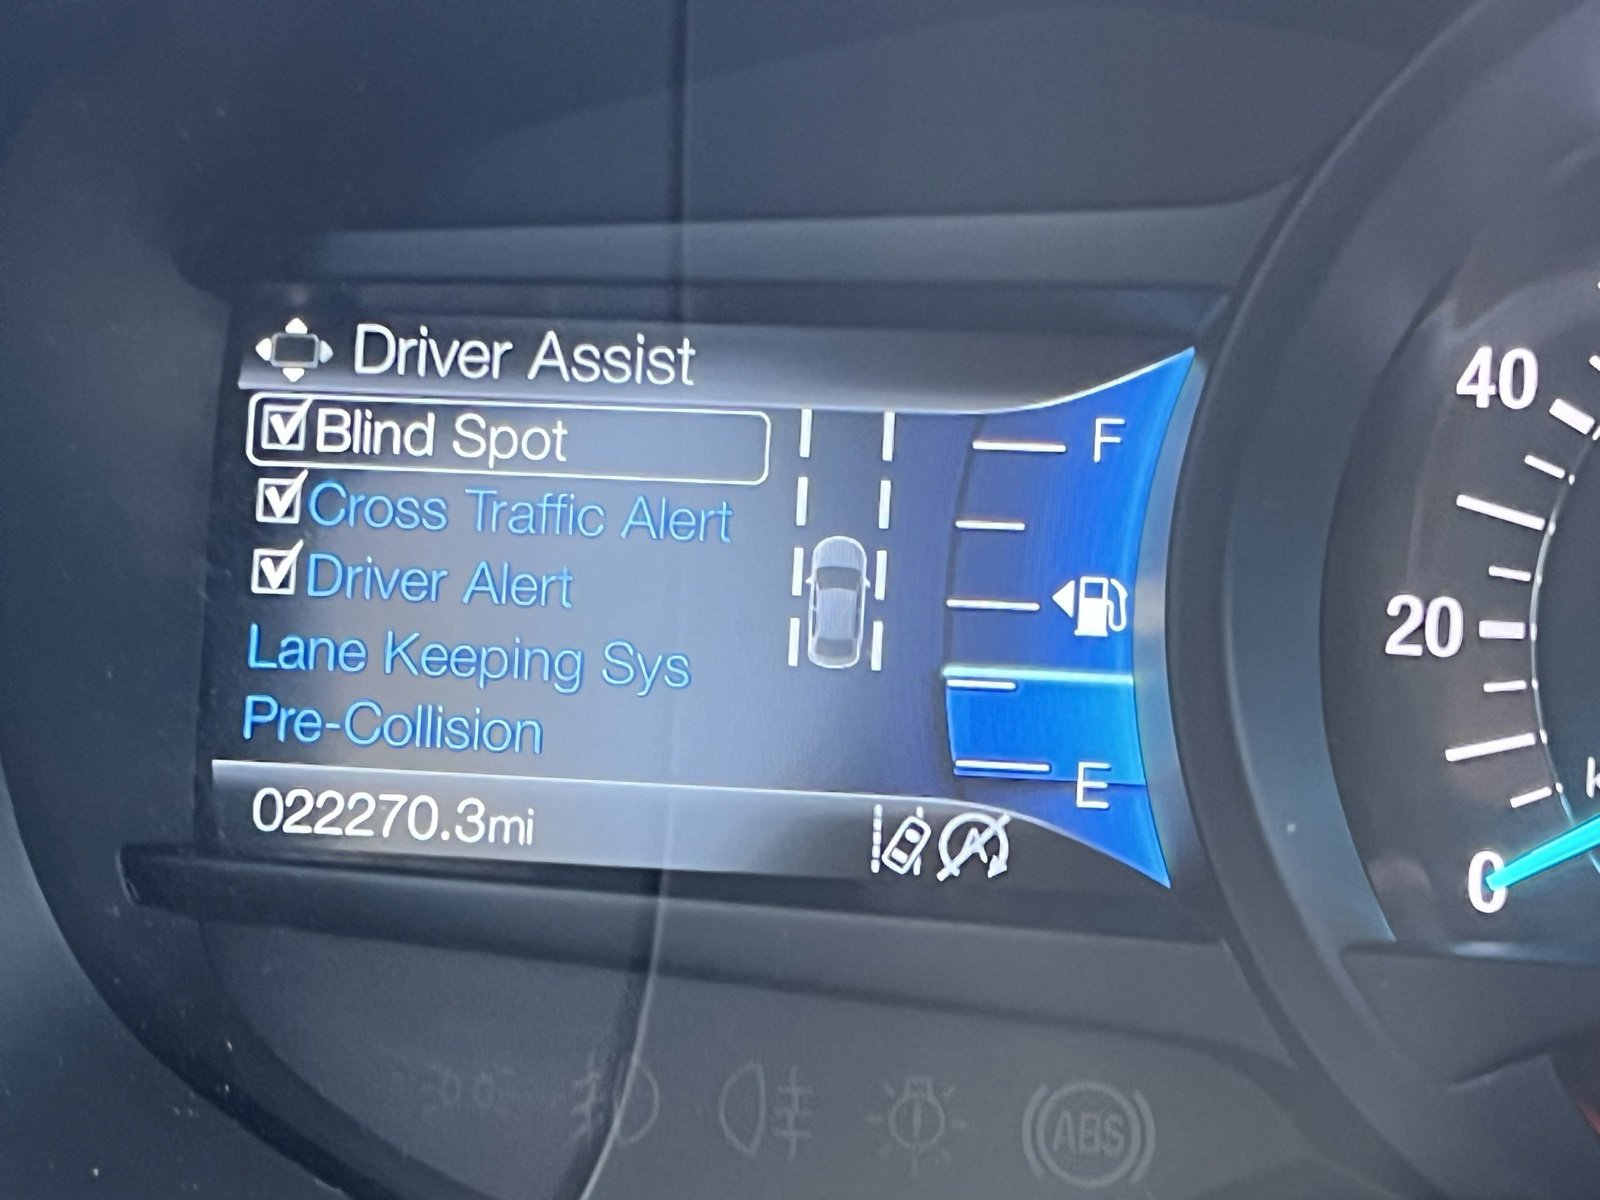 Driver Assist
Blind Spot
Cross Traffic Alert
Driver Alert
Lane Keeping Sys
Pre-Collision
022270.3mi
F
E
A
40
20
0
k
ABS